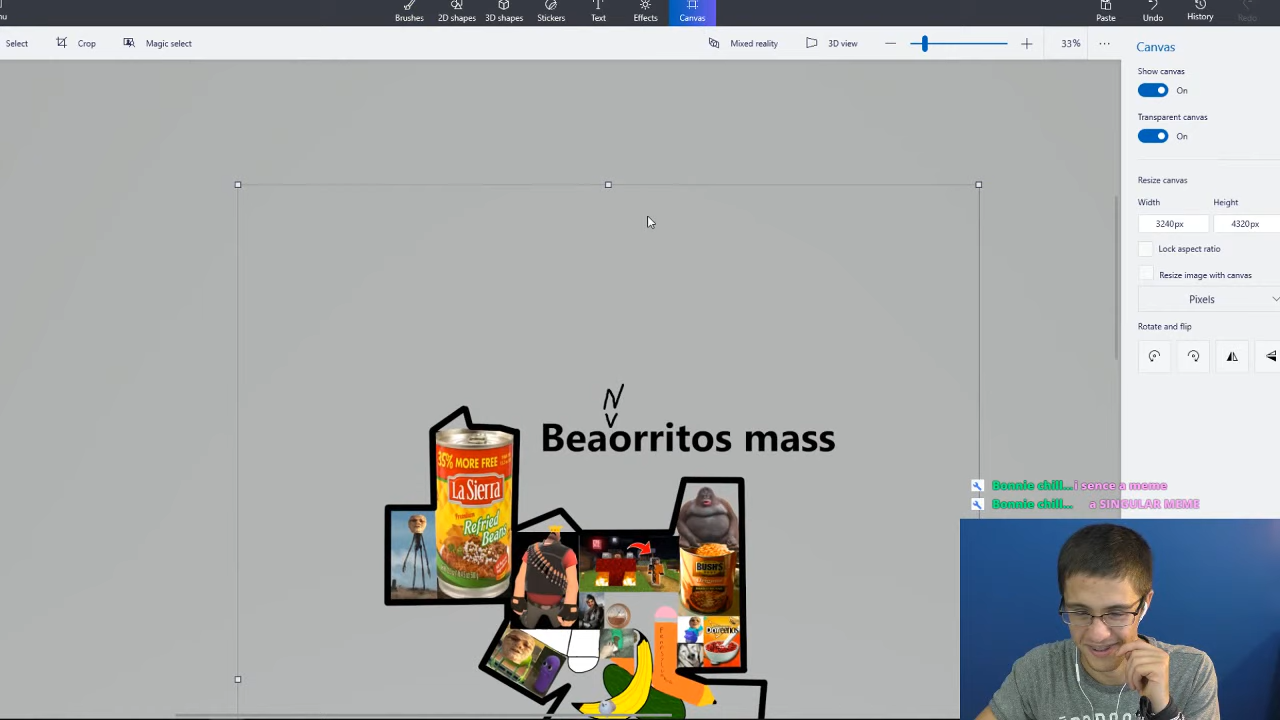 nu
Brushes
2D shapes
3D shapes
Stickers
Text
Effects
Canvas
Paste
Undo
History
Redo
Select
Crop
Magic select
Mixed reality
3D view
33%
Canvas
Show canvas
On
Transparent canvas
On
Resize canvas
Width
Height
3240px
4320px
Lock aspect ratio
Resize image with canvas
Pixels
Rotate and flip
N
Beaorritos mass
35% MORE FREE
La Sierra
Refried
Beans
BUSH'S
Bonnie chill... i sence a meme
Bonnie chill... a SINGULAR MEME